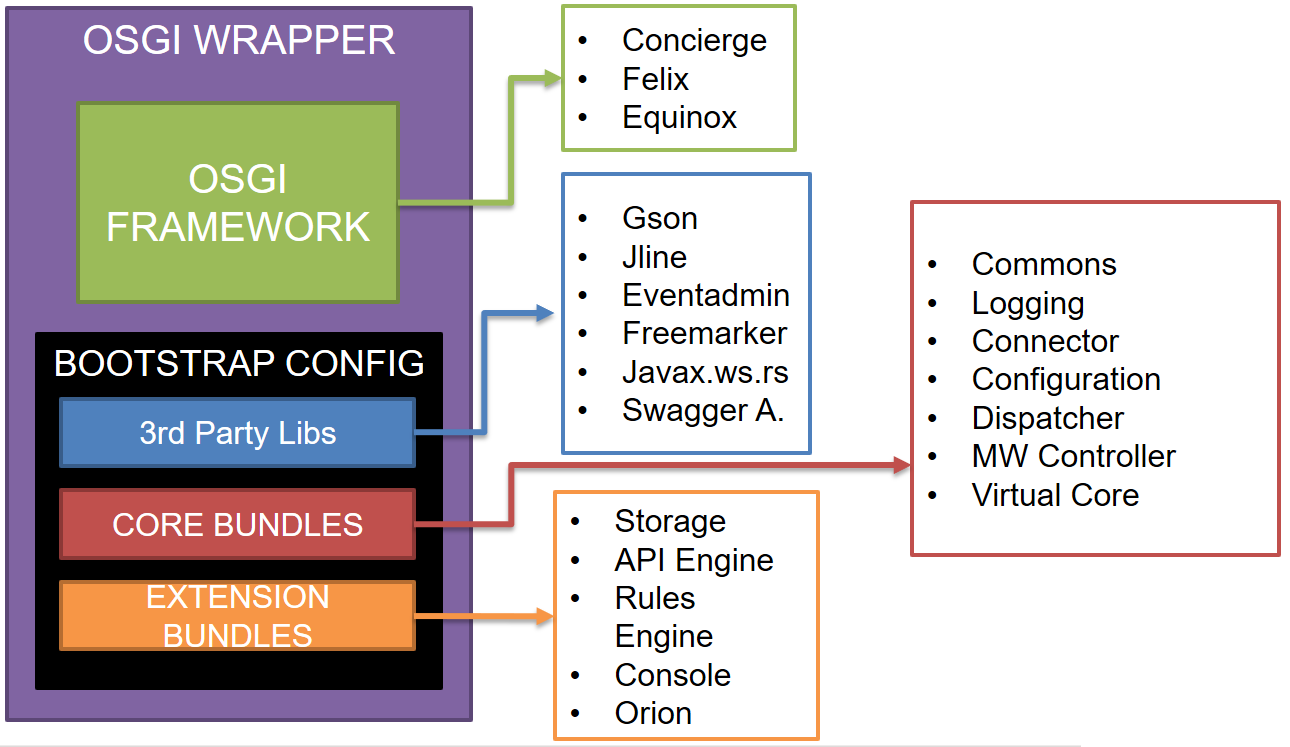 OSGI WRAPPER
OSGI
FRAMEWORK
BOOTSTRAP CONFIG
3rd Party Libs
CORE BUNDLES
EXTENSION
BUNDLES
• Concierge
• Felix
• Equinox
• Gson
• Jline
• Eventadmin
• Freemarker
• Javax.ws.rs
• Swagger A.
• Commons
• Logging
• Connector
• Configuration
• Dispatcher
• MW Controller
• Virtual Core
• Storage
• API Engine
• Rules
Engine
• Console
• Orion